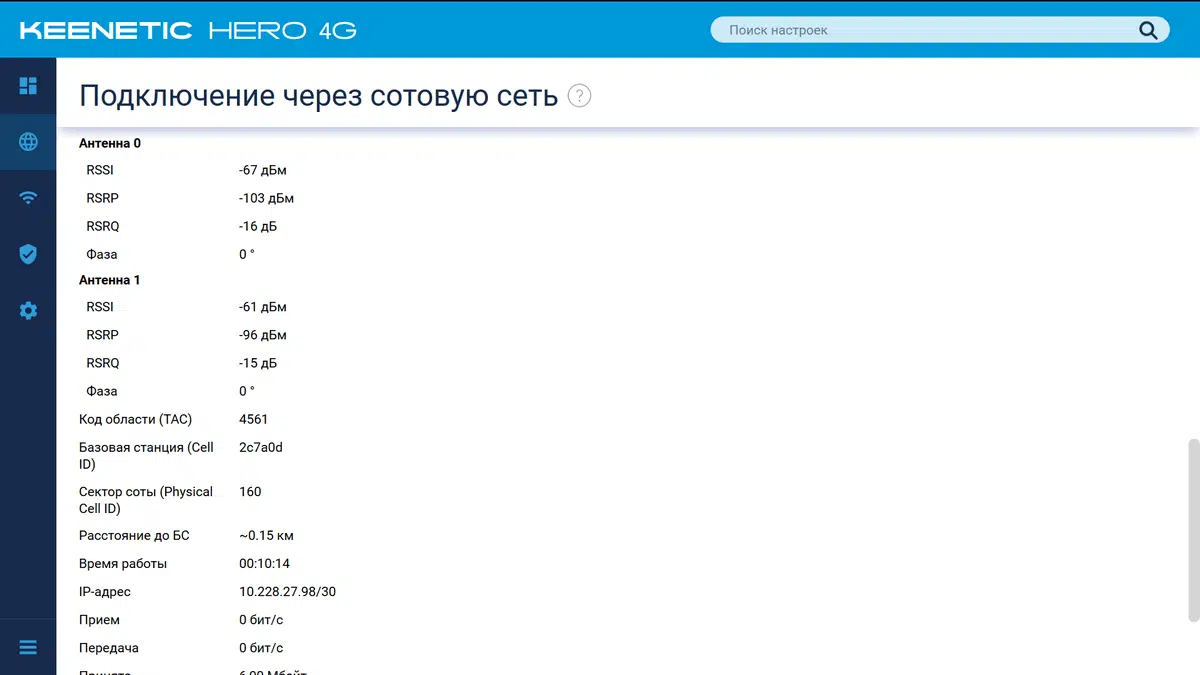 KEENETIC HERO 4G
Поиск настроек
Подключение через сотовую сеть ?
Антенна 0
RSSI -67 дБм
RSRP -103 дБм
RSRQ -16 дБ
Фаза 0 °
Антенна 1
RSSI -61 дБм
RSRP -96 дБм
RSRQ -15 дБ
Фаза 0 °
Код области (TAC) 4561
Базовая станция (Cell 2c7a0d
ID)
Сектор соты (Physical 160
Cell ID)
Расстояние до БС ~0.15 км
Время работы 00:10:14
IP-адрес 10.228.27.98/30
Прием 0 бит/с
Передача 0 бит/с